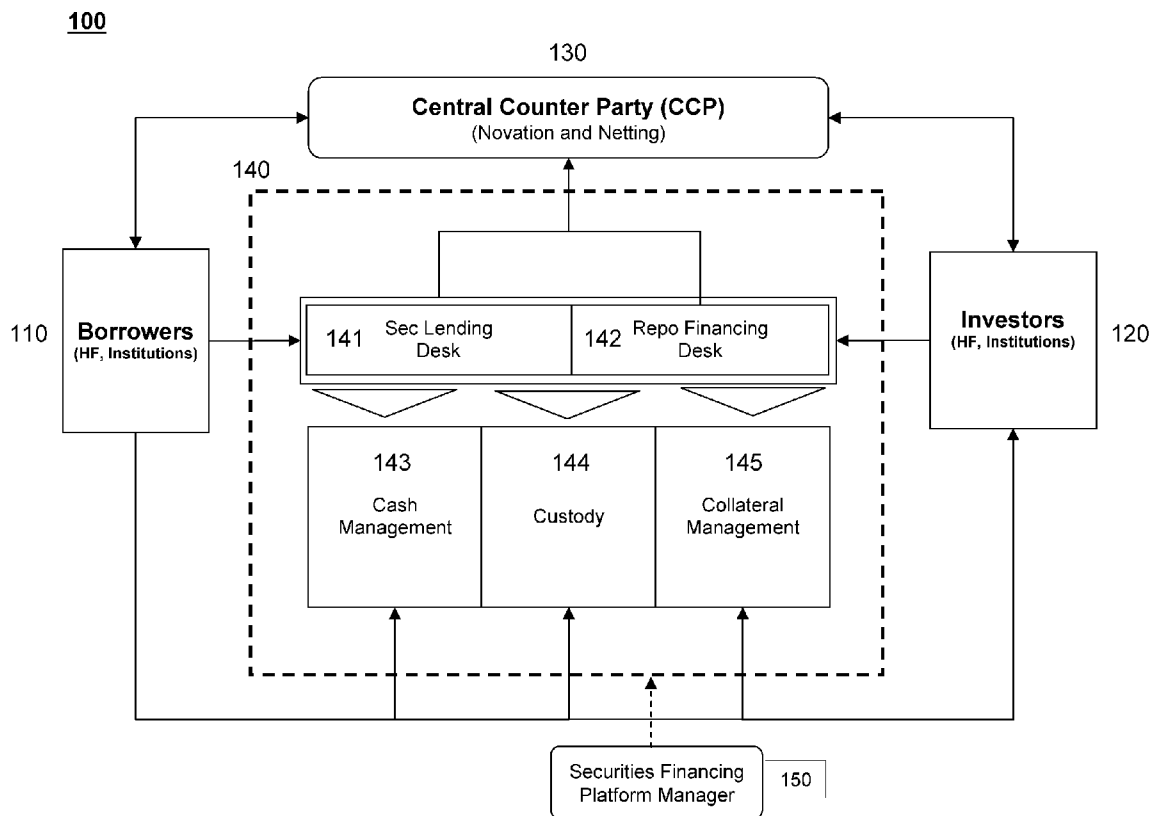 100
130
Central Counter Party (CCP)
(Novation and Netting)
140
110
Borrowers
(HF, Institutions)
141
Sec Lending
Desk
142
Repo Financing
Desk
Investors
(HF, Institutions)
120
143
Cash
Management
144
Custody
145
Collateral
Management
Securities Financing
Platform Manager
150